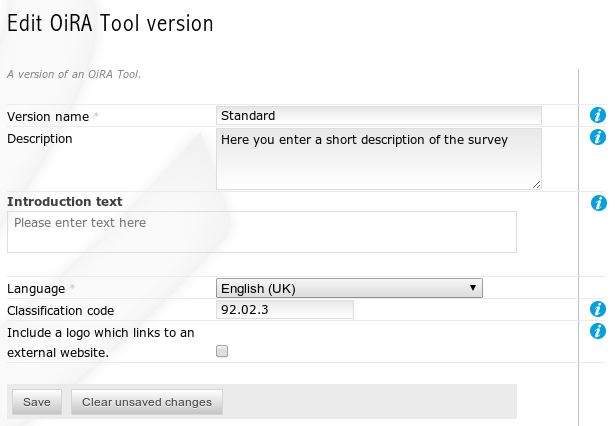 Edit OiRA Tool version
A version of an OiRA Tool.
Version name *
Standard
Description
Here you enter a short description of the survey
Introduction text
Please enter text here
Language *
English (UK)
Classification code
92.02.3
Include a logo which links to an
external website.
Save Clear unsaved changes